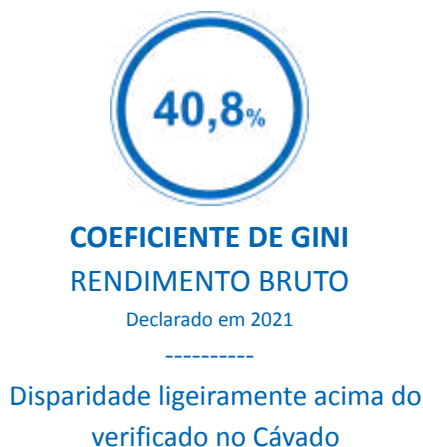 40,8%
COEFICIENTE DE GINI
RENDIMENTO BRUTO
Declarado em 2021
----------
Disparidade ligeiramente acima do
verificado no Cávado